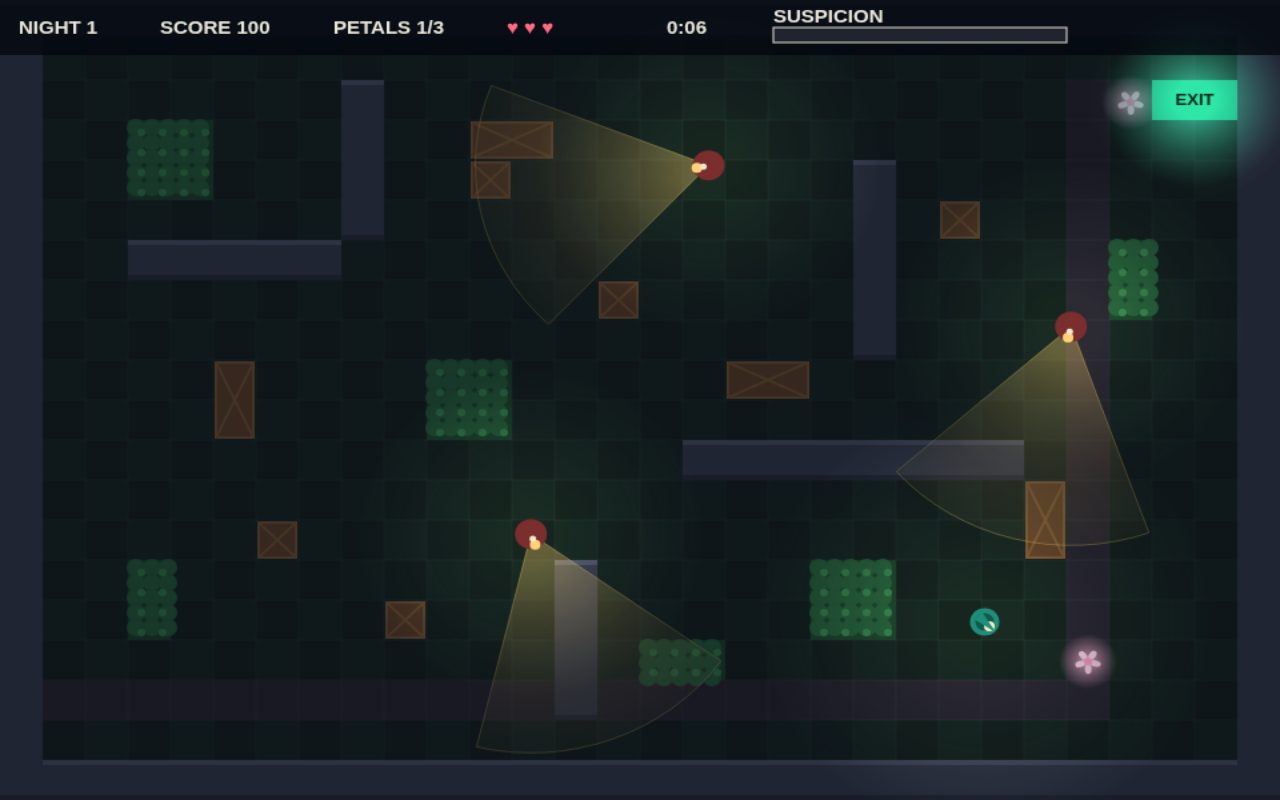 NIGHT 1 SCORE 100 PETALS 1/3 ♥ ♥ ♥ 0:06 SUSPICION
EXIT